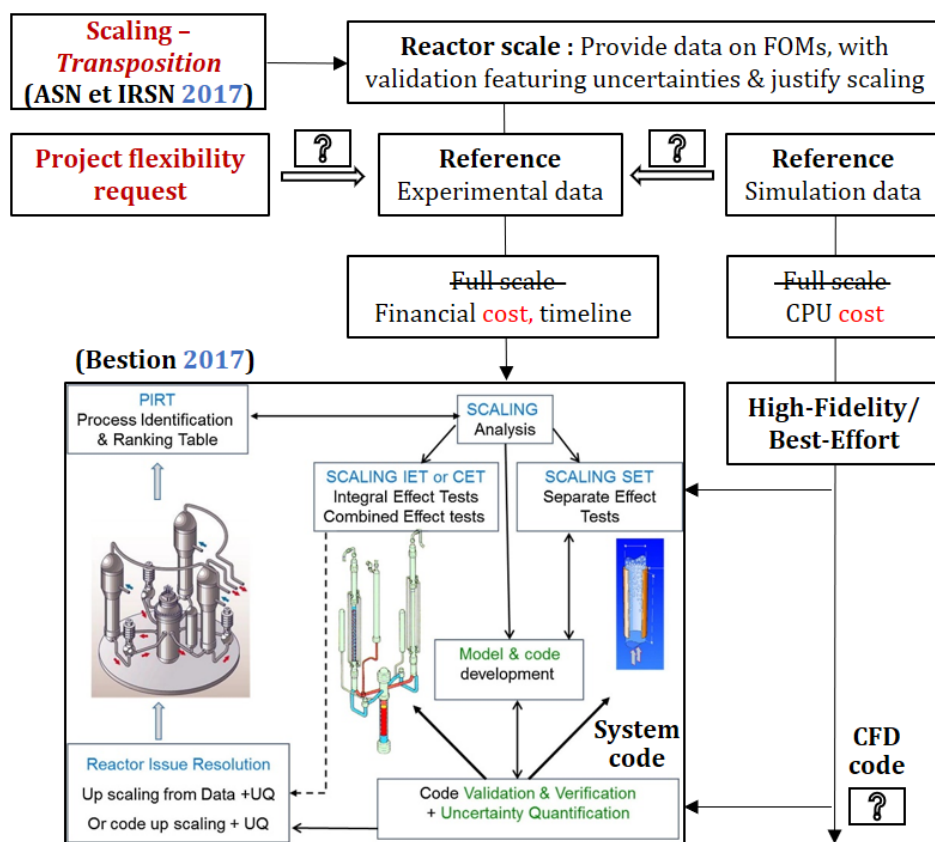 Scaling –
Transposition
(ASN et IRSN 2017)
Reactor scale : Provide data on FOMs, with
validation featuring uncertainties & justify scaling
Project flexibility
request
?
Reference
Experimental data
?
Reference
Simulation data
Full scale
Financial cost, timeline
Full scale
CPU cost
(Bestion 2017)
High-Fidelity/
Best-Effort
PIRT
Process Identification
& Ranking Table
SCALING
Analysis
SCALING IET or CET
Integral Effect Tests
Combined Effect tests
SCALING SET
Separate Effect
Tests
Model & code
development
System
code
CFD
code
?
Reactor Issue Resolution
Up scaling from Data +UQ
Or code up scaling + UQ
Code Validation & Verification
+ Uncertainty Quantification